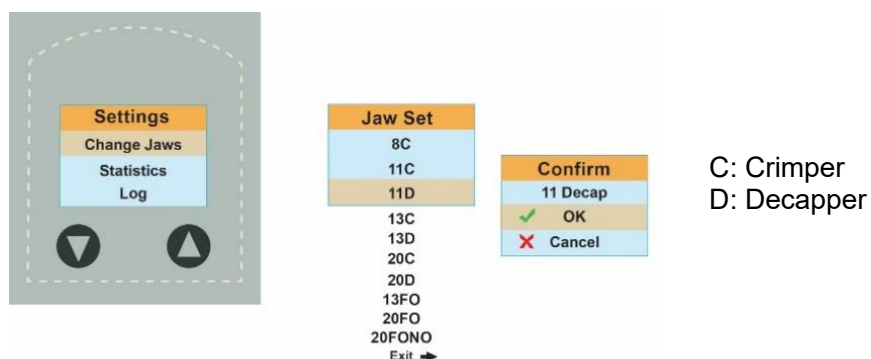 Settings
Change Jaws
Statistics
Log
Jaw Set
8C
11C
11D
13C
13D
20C
20D
13FO
20FO
20FONO
Exit
Confirm
11 Decap
OK
Cancel
C: Crimper
D: Decapper